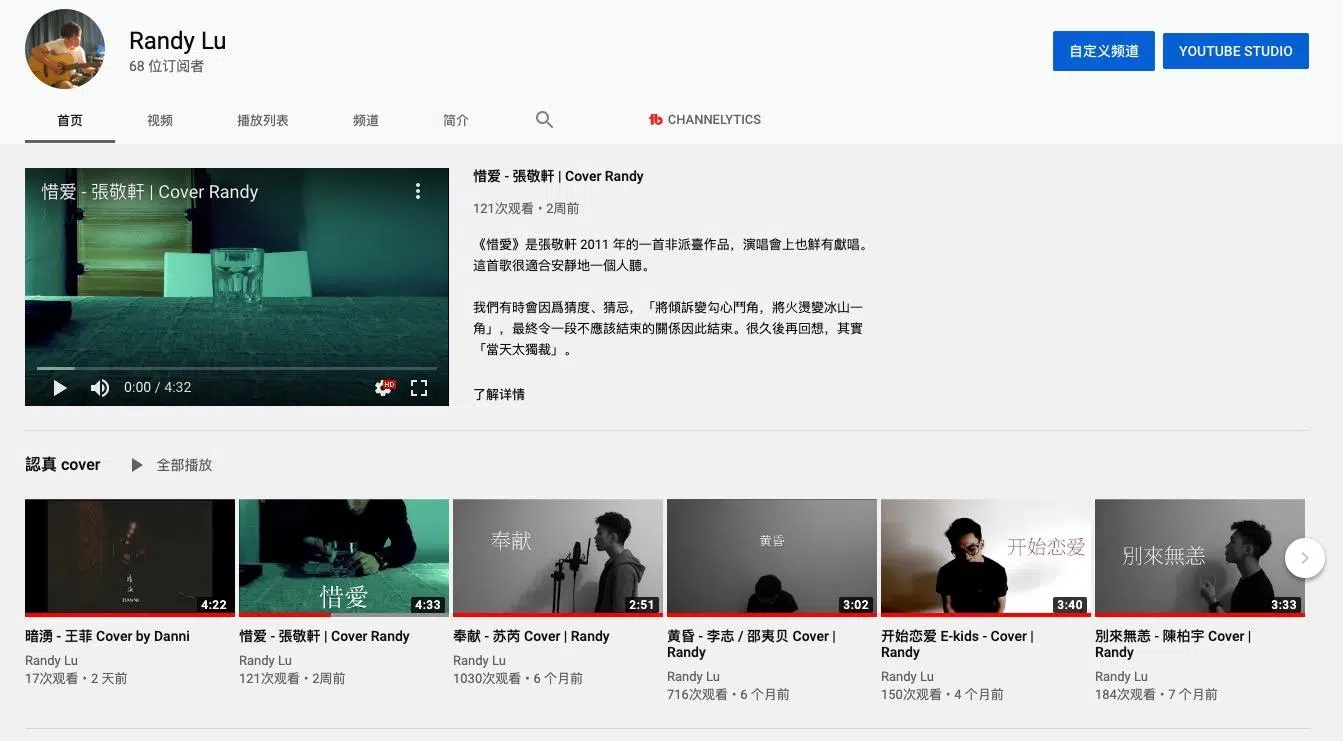 Randy Lu
68 位订阅者
自定义频道
YOUTUBE STUDIO
首页
视频
播放列表
频道
简介
CHANNELYTICS
惜爱 - 張敬軒 | Cover Randy
0:00 / 4:32
HD
惜爱 - 張敬軒 | Cover Randy
121次观看 • 2周前
《惜愛》是張敬軒 2011 年的一首非派臺作品，演唱會上也鮮有獻唱。
這首歌很適合安靜地一個人聽。
我們有時會因爲猜度、猜忌，「將傾訴變勾心鬥角，將火燙變冰山一
角」，最終令一段不應該結束的關係因此結束。很久後再回想，其實
「當天太獨裁」。
了解详情
認真 cover
全部播放
DANNI
4:22
暗湧 - 王菲 Cover by Danni
Randy Lu
17次观看 • 2 天前
惜愛
4:33
惜爱 - 張敬軒 | Cover Randy
Randy Lu
121次观看 • 2周前
奉献
2:51
奉献 - 苏芮 Cover | Randy
Randy Lu
1030次观看 • 6 个月前
黄昏
3:02
黄昏 - 李志 / 邵夷贝 Cover |
Randy
Randy Lu
716次观看 • 6 个月前
开始恋爱
3:40
开始恋爱 E-kids - Cover |
Randy
Randy Lu
150次观看 • 4 个月前
別來無恙
3:33
別來無恙 - 陳柏宇 Cover |
Randy
Randy Lu
184次观看 • 7 个月前